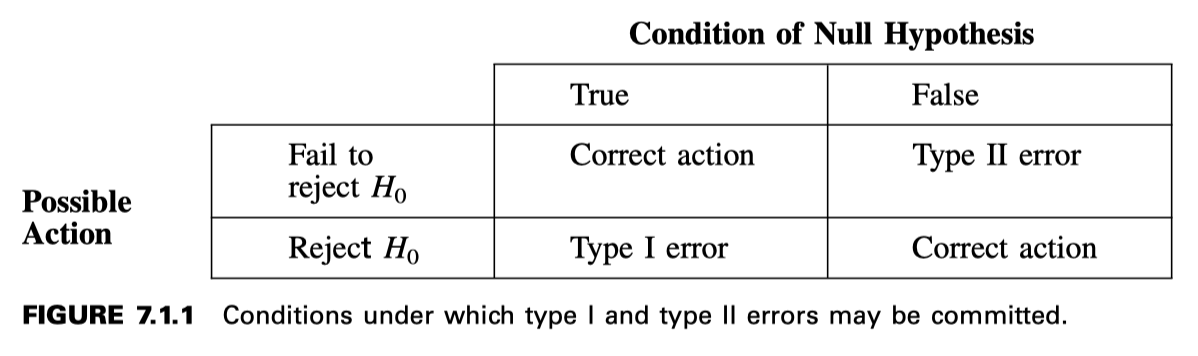 Condition of Null Hypothesis
True False
Fail to Correct action Type II error
reject H₀
Possible
Action
Reject H₀ Type I error Correct action
FIGURE 7.1.1 Conditions under which type I and type II errors may be committed.